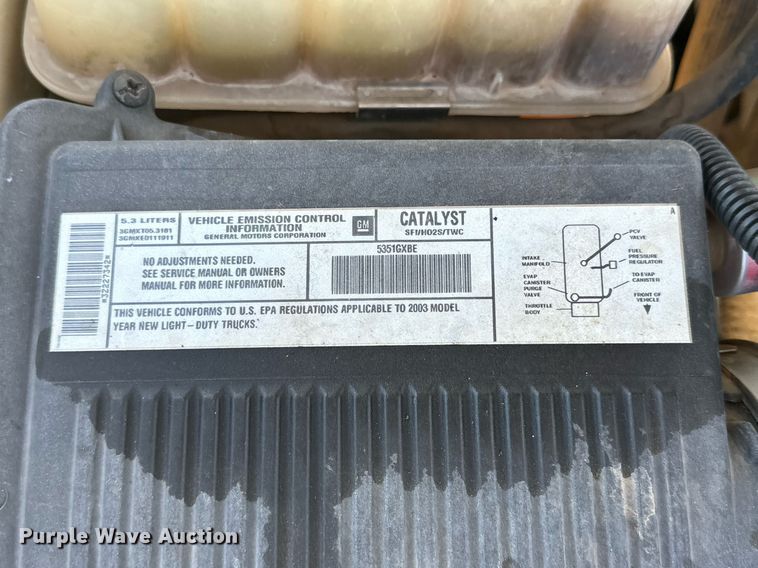 5.3 LITERS
3GMXT05.3181
3GMXE0111911
VEHICLE EMISSION CONTROL
INFORMATION
GENERAL MOTORS CORPORATION
GM
CATALYST
SFI/HO2S/TWC
A
5351GXBE
NO ADJUSTMENTS NEEDED.
SEE SERVICE MANUAL OR OWNERS
MANUAL FOR MORE INFORMATION.
THIS VEHICLE CONFORMS TO U.S. EPA REGULATIONS APPLICABLE TO 2003 MODEL
YEAR NEW LIGHT-DUTY TRUCKS.
*32227342*
PCV
VALVE
INTAKE
MANIFOLD
FUEL
PRESSURE
REGULATOR
EVAP
CANISTER
PURGE
VALVE
TO EVAP
CANISTER
THROTTLE
BODY
FRONT OF
VEHICLE
Purple Wave Auction